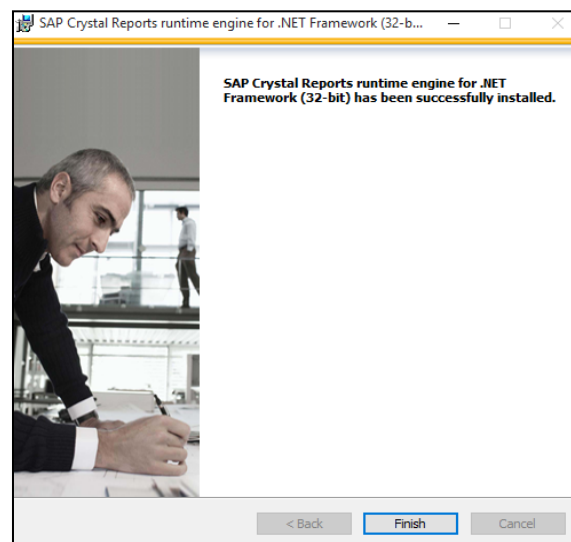 SAP Crystal Reports runtime engine for .NET Framework (32-b...
SAP Crystal Reports runtime engine for .NET
Framework (32-bit) has been successfully installed.
< Back
Finish
Cancel